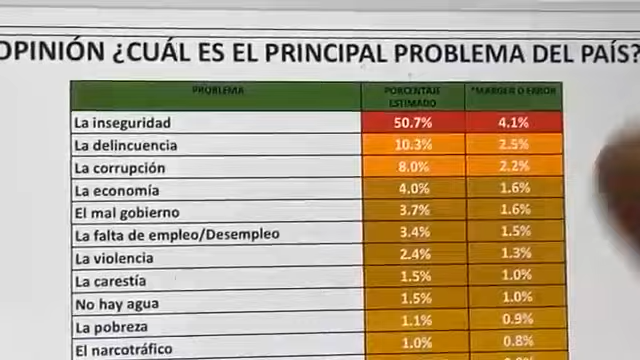 OPINIÓN ¿CUÁL ES EL PRINCIPAL PROBLEMA DEL PAÍS?
PROBLEMA PORCENTAJE ESTIMADO *MARGEN D ERROR
La inseguridad 50.7% 4.1%
La delincuencia 10.3% 2.5%
La corrupción 8.0% 2.2%
La economía 4.0% 1.6%
El mal gobierno 3.7% 1.6%
La falta de empleo/Desempleo 3.4% 1.5%
La violencia 2.4% 1.3%
La carestía 1.5% 1.0%
No hay agua 1.5% 1.0%
La pobreza 1.1% 0.9%
El narcotráfico 1.0% 0.8%